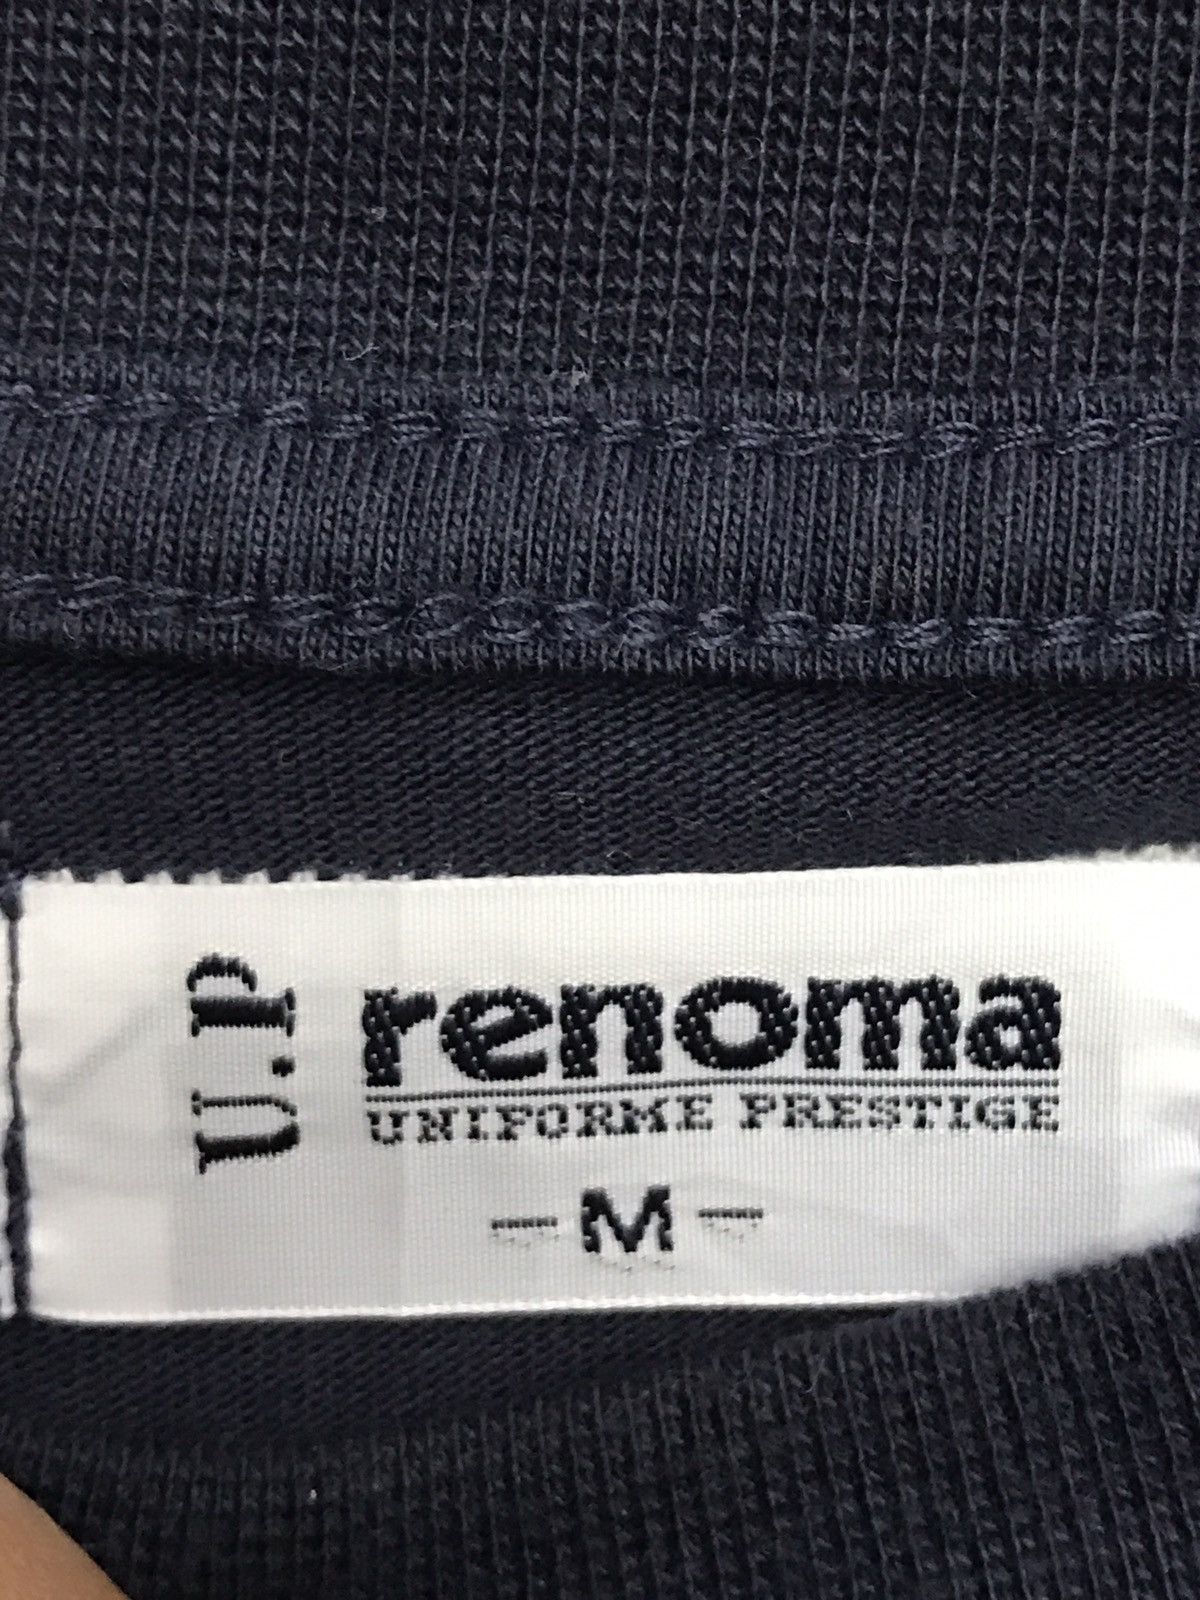 U.P
renoma
UNIFORME PRESTIGE
- M -